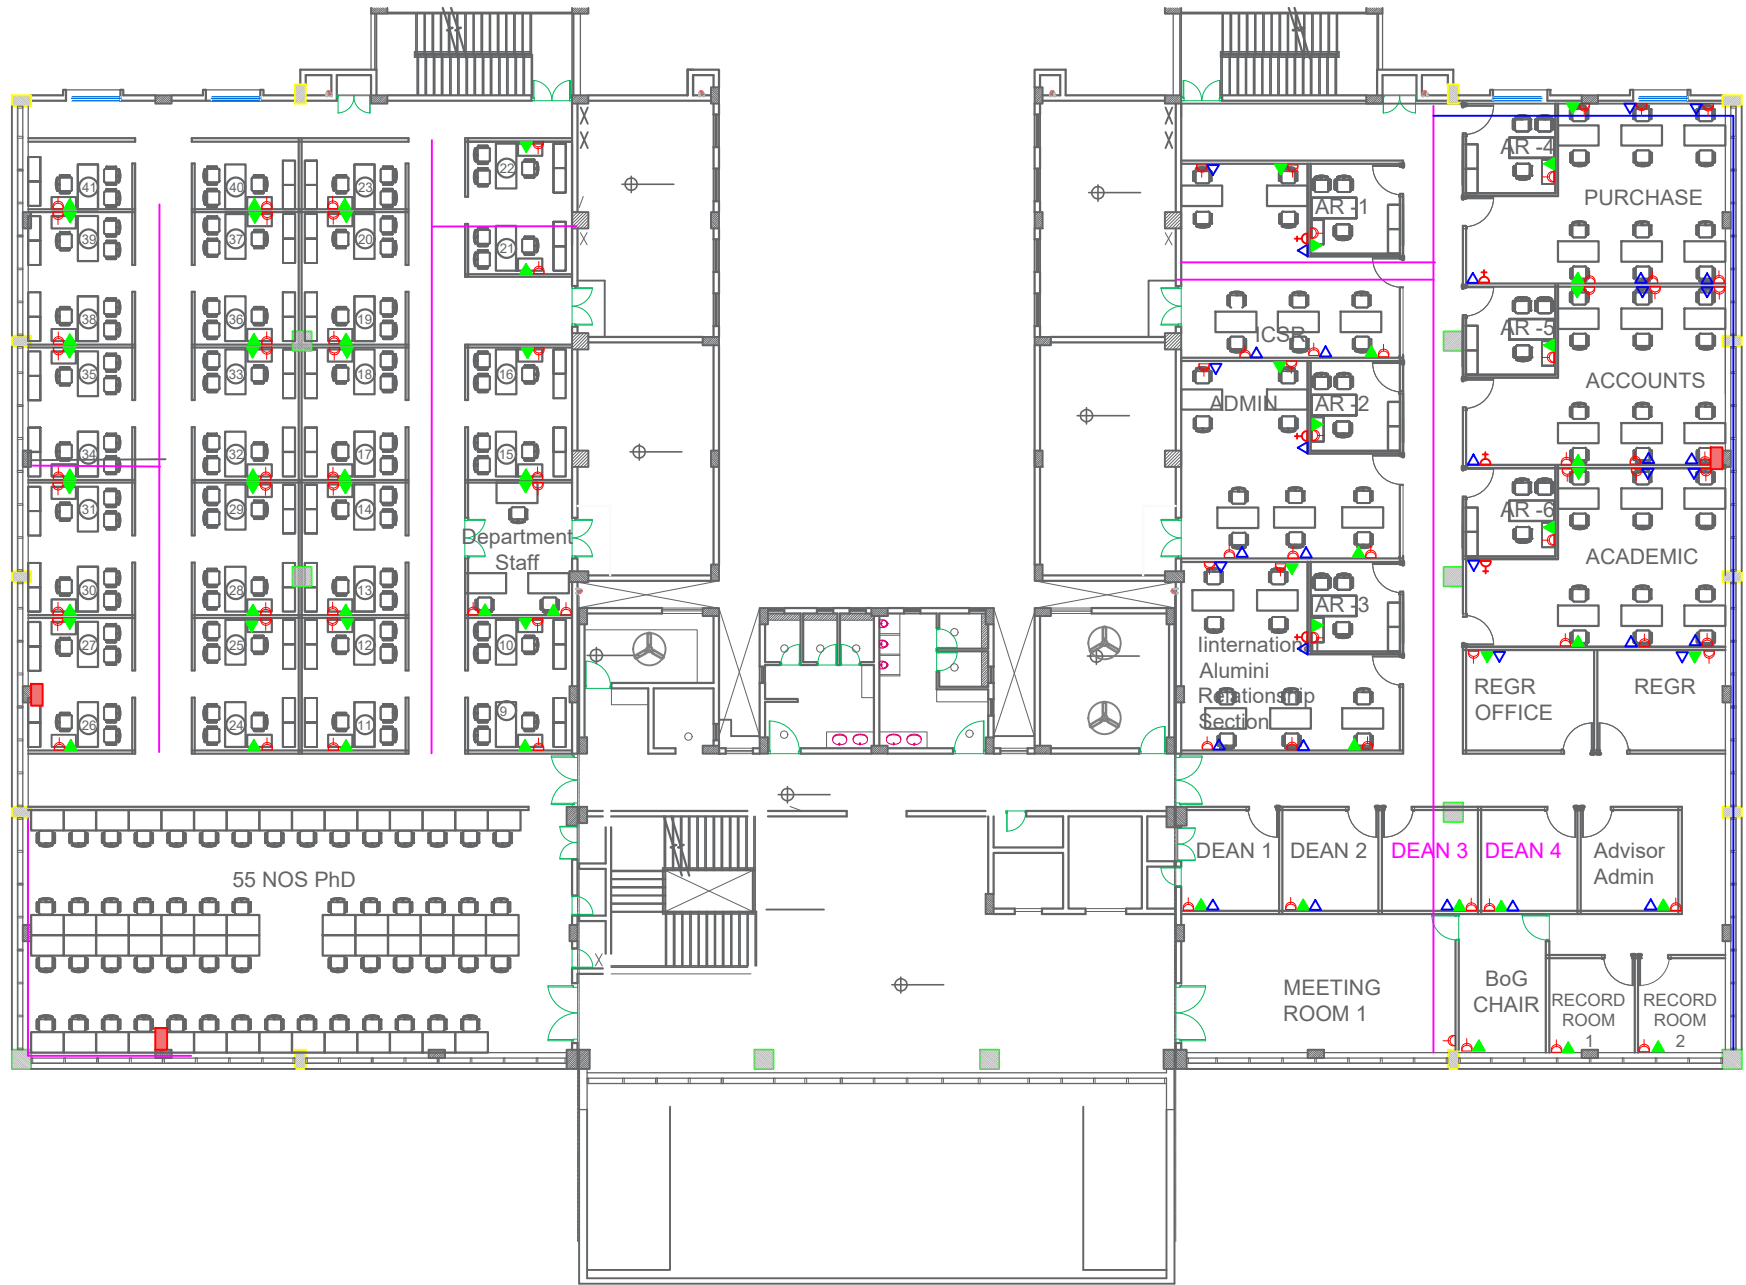 41
40
23
22
39
37
20
21
38
36
19
35
33
18
16
34
32
17
15
31
29
14
Department
Staff
30
28
13
27
25
12
10
26
24
11
9
55 NOS PhD
AR -4
PURCHASE
AR -1
ICSR
AR -5
ACCOUNTS
ADMIN
AR -2
AR -6
ACADEMIC
AR -3
Iinternational
Alumini
Relationship
Section
REGR
OFFICE
REGR
DEAN 1
DEAN 2
DEAN 3
DEAN 4
Advisor
Admin
MEETING
ROOM 1
BoG
CHAIR
RECORD
ROOM
1
RECORD
ROOM
2